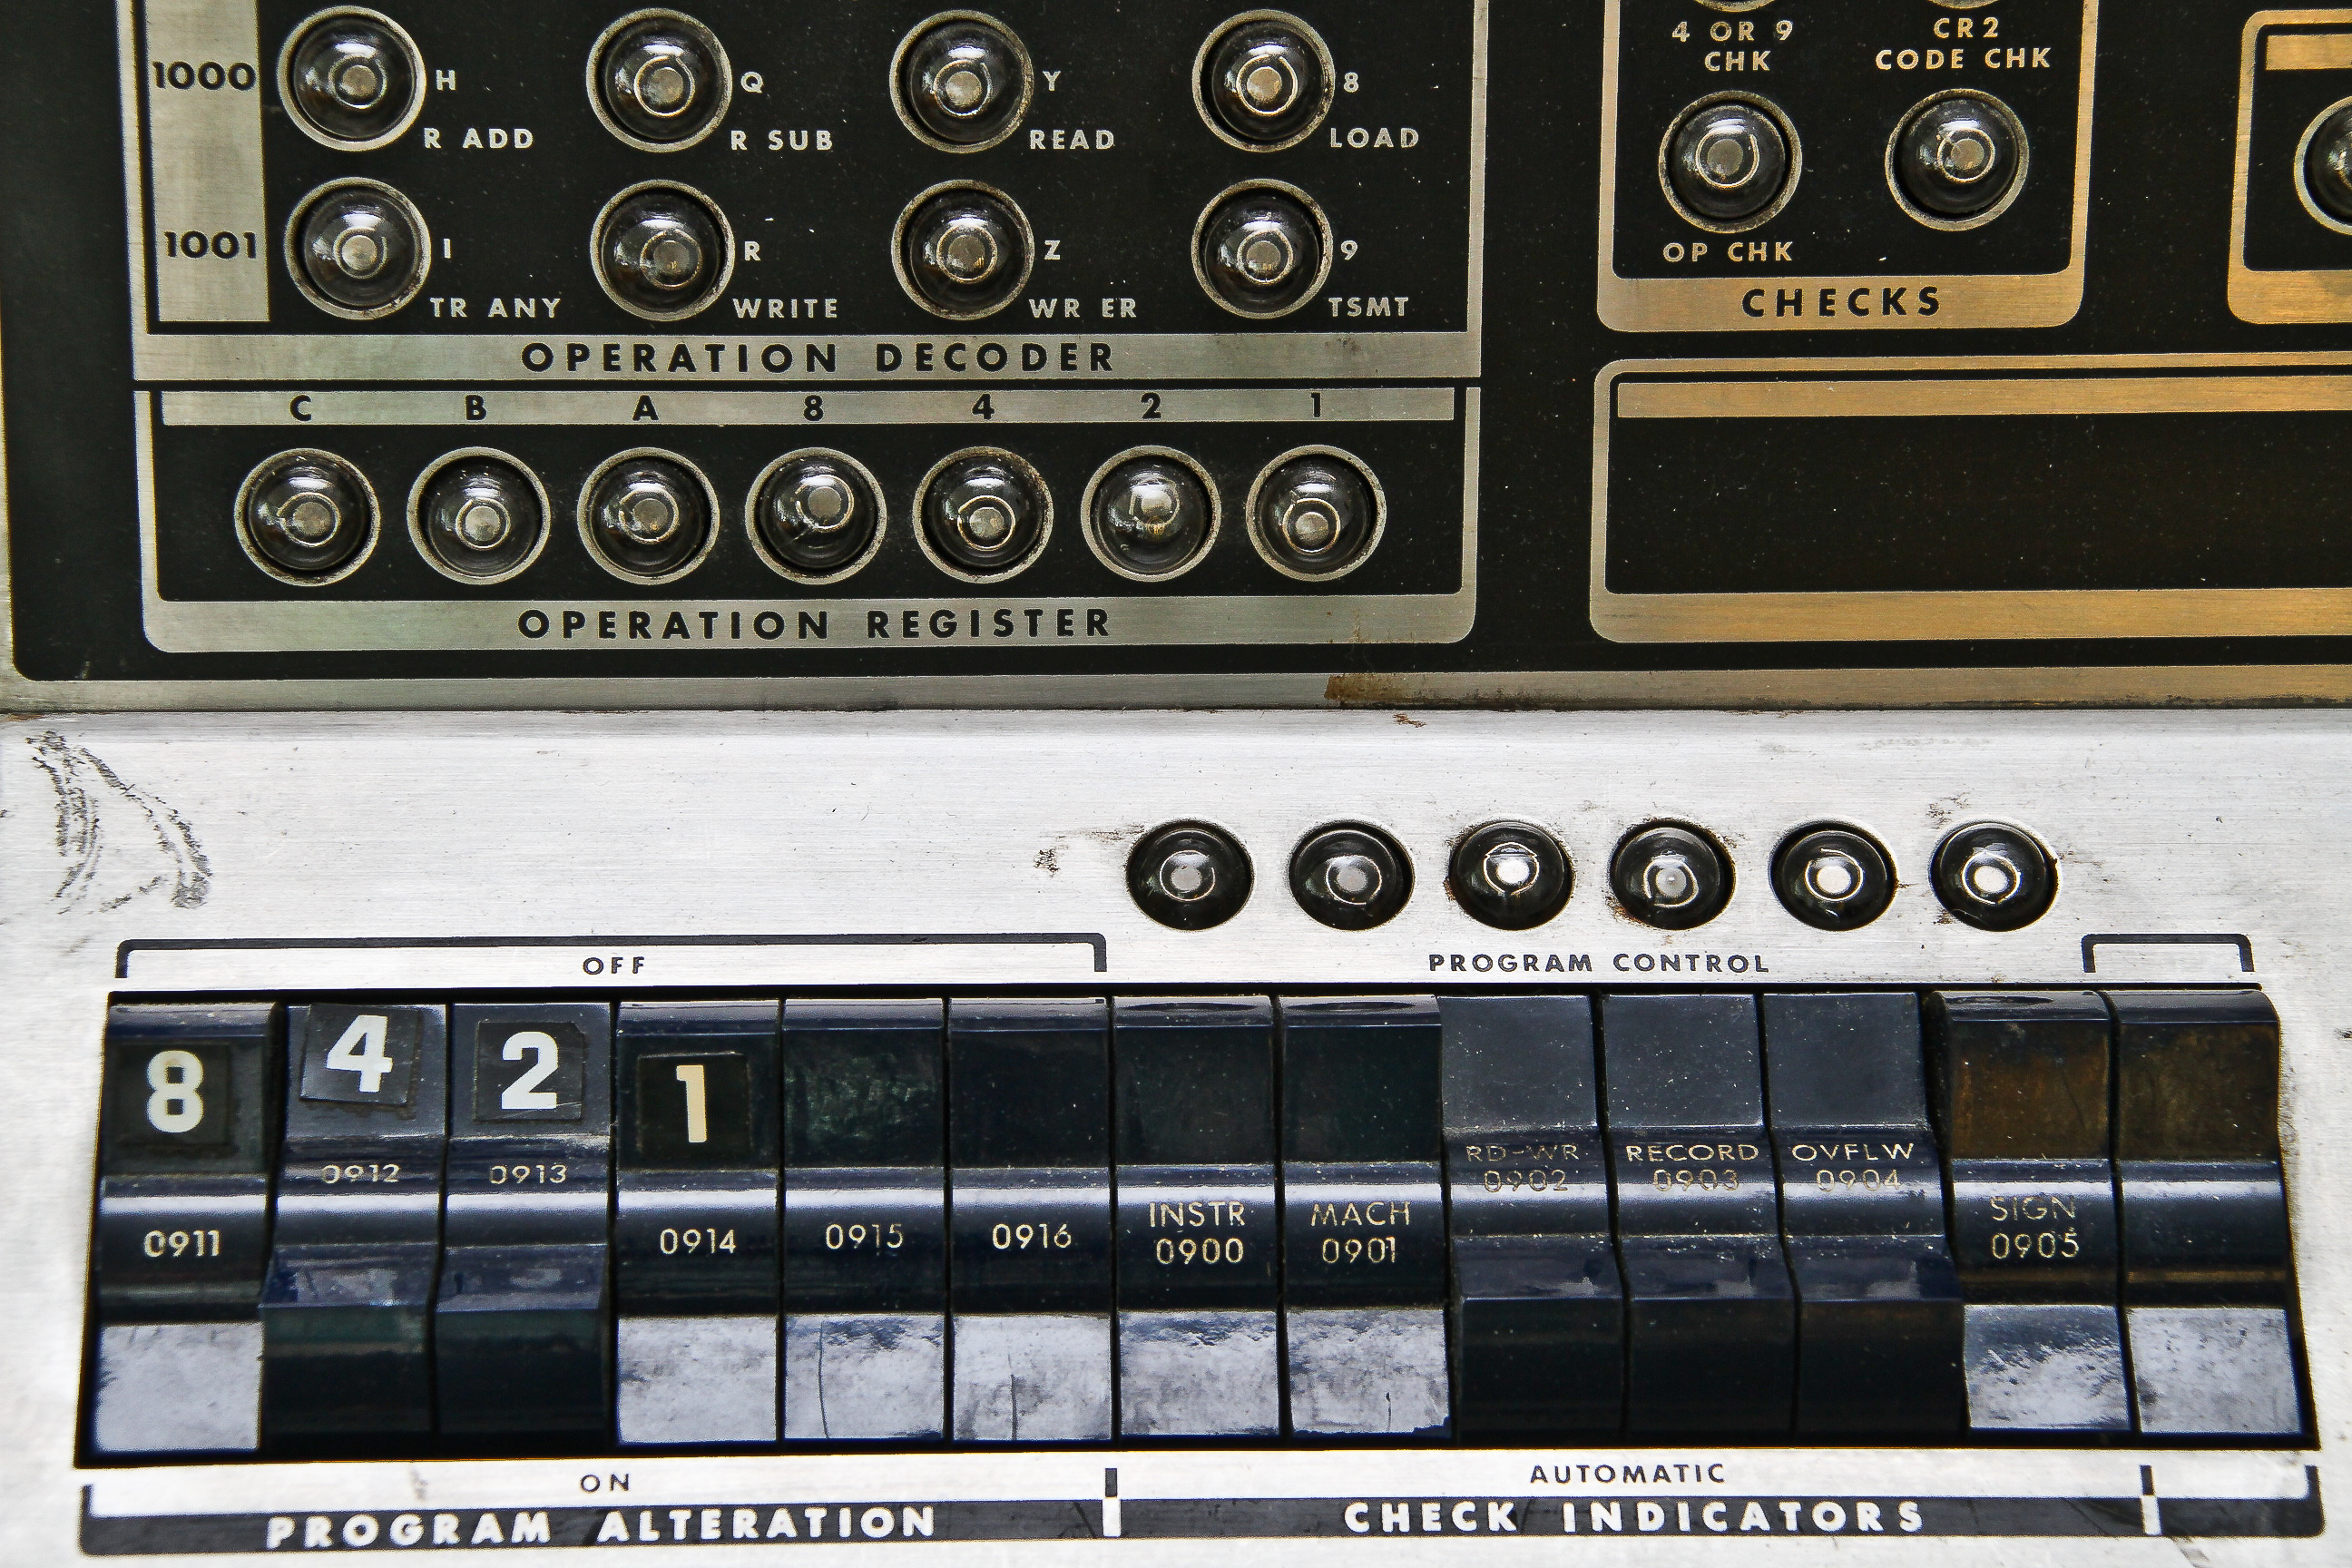 1000 H Q Y 8
R ADD R SUB READ LOAD
1001 I R Z 9
TR ANY WRITE WR ER TSMT
OPERATION DECODER
C B A 8 4 2 1
OPERATION REGISTER
4 OR 9
CHK
CR2
CODE CHK
OP CHK
CHECKS
OFF
PROGRAM CONTROL
8 4 2 1
0911 0912 0913 0914 0915 0916
INSTR
0900
MACH
0901
RD-WR
0902
RECORD
0903
OVFLW
0904
SIGN
0905
ON
PROGRAM ALTERATION
AUTOMATIC
CHECK INDICATORS